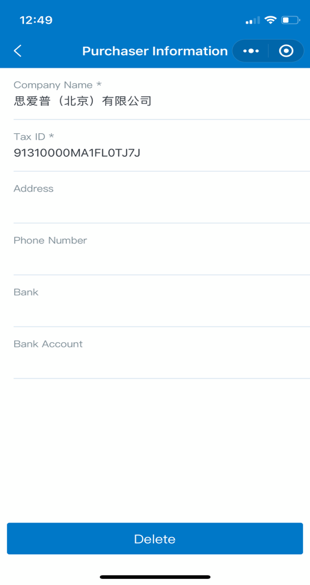 12:49
Purchaser Information
Company Name *
思爱普（北京）有限公司
Tax ID *
91310000MA1FL0TJ7J
Address
Phone Number
Bank
Bank Account
Delete